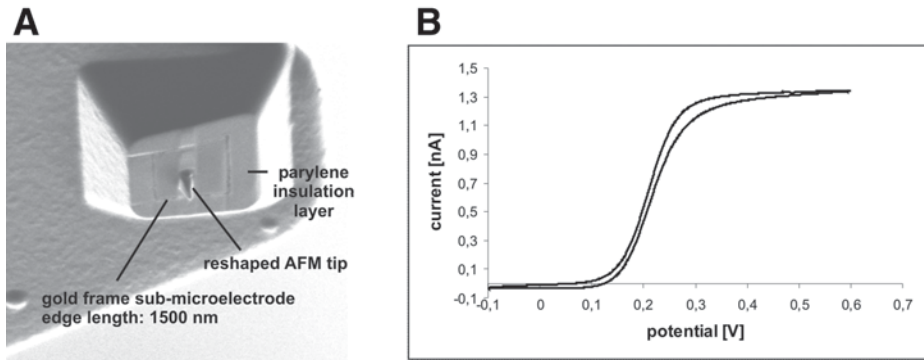 A
parylene
insulation
layer
reshaped AFM tip
gold frame sub-microelectrode
edge length: 1500 nm
B
1,5
1,3
1,1
0,9
0,7
0,5
0,3
0,1
-0,1
-0,1
0
0,1
0,2
0,3
0,4
0,5
0,6
0,7
current [nA]
potential [V]